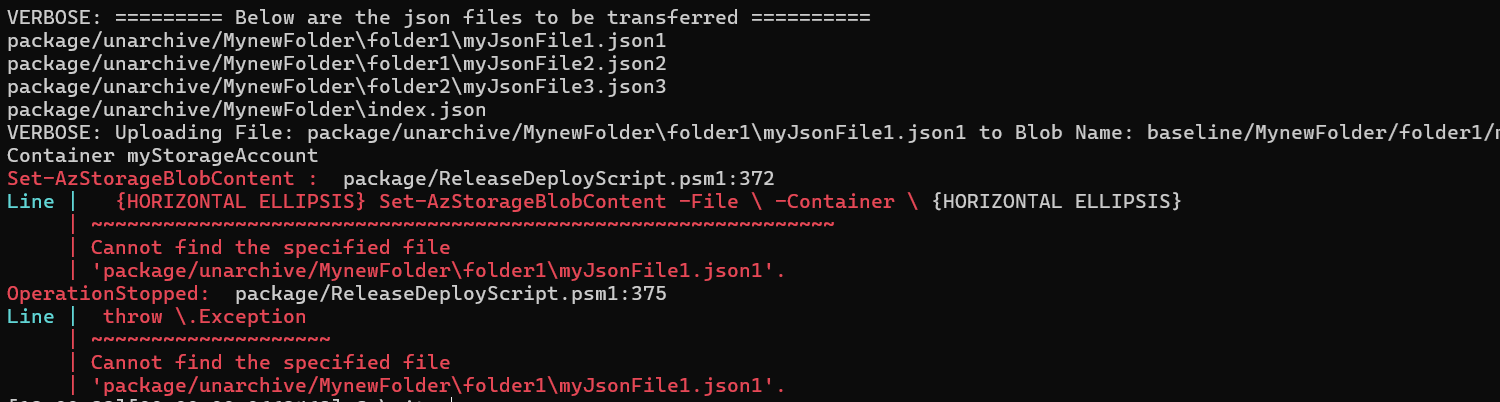 VERBOSE: ========= Below are the json files to be transferred ==========
package/unarchive/MynewFolder\folder1\myJsonFile1.json1
package/unarchive/MynewFolder\folder1\myJsonFile2.json2
package/unarchive/MynewFolder\folder2\myJsonFile3.json3
package/unarchive/MynewFolder\index.json
VERBOSE: Uploading File: package/unarchive/MynewFolder\folder1\myJsonFile1.json1 to Blob Name: baseline/MynewFolder/folder1/
Container myStorageAccount
Set-AzStorageBlobContent :  package/ReleaseDeployScript.psm1:372
Line |   {HORIZONTAL ELLIPSIS} Set-AzStorageBlobContent -File \ -Container \ {HORIZONTAL ELLIPSIS}
| ~~~~~~~~~~~~~~~~~~~~~~~~~~~~~~~~~~~~~~~~~~~~~~~~~~~~~~~~~~~~~~
| Cannot find the specified file
| 'package/unarchive/MynewFolder\folder1\myJsonFile1.json1'.
OperationStopped:  package/ReleaseDeployScript.psm1:375
Line |  throw \.Exception
| ~~~~~~~~~~~~~~~~~~~~
| Cannot find the specified file
| 'package/unarchive/MynewFolder\folder1\myJsonFile1.json1'.